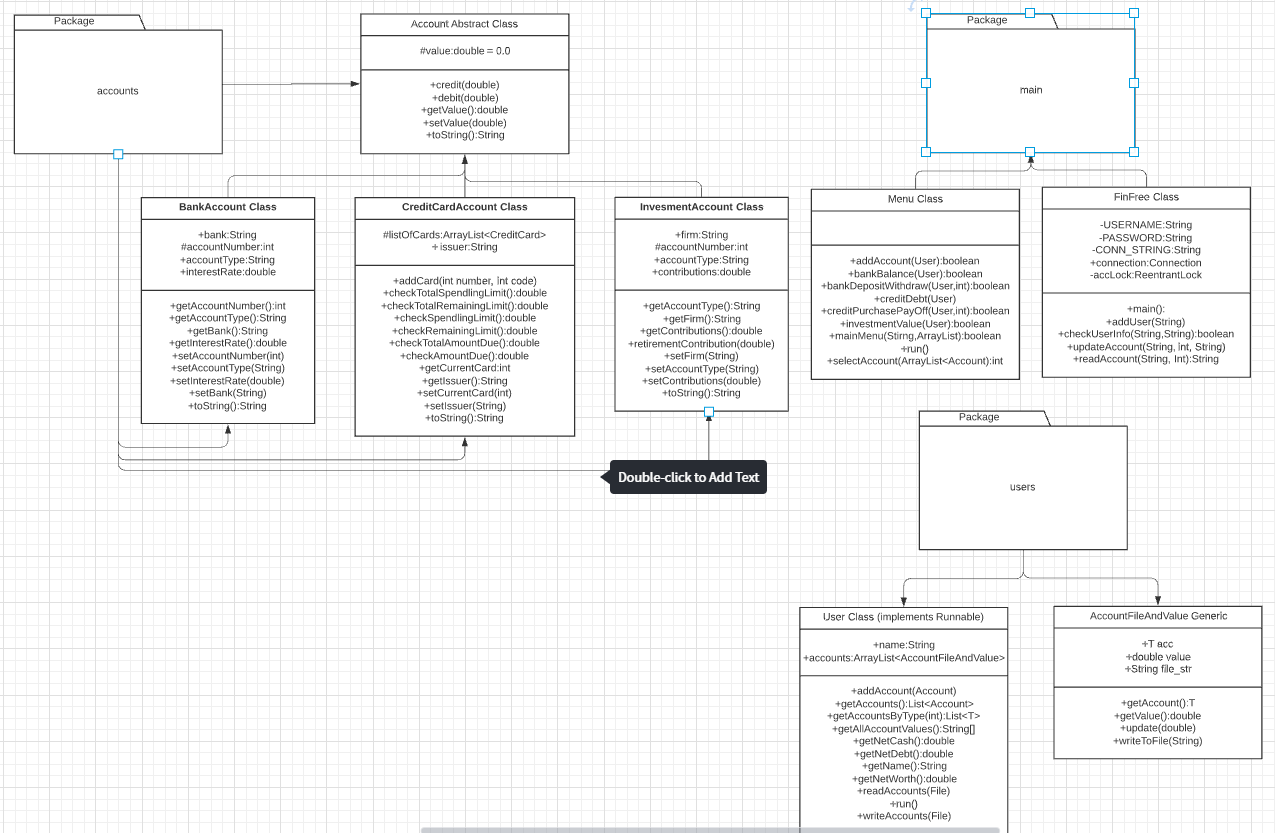 Package
accounts
Account Abstract Class
#value:double = 0.0
+credit(double)
+debit(double)
+getValue():double
+setValue(double)
+toString():String
Package
main
BankAccount Class
+bank:String
#accountNumber:int
+accountType:String
+interestRate:double
+getAccountNumber():int
+getAccountType():String
+getBank():String
+getInterestRate():double
+setAccountNumber(int)
+setAccountType(String)
+setInterestRate(double)
+setBank(String)
+toString():String
CreditCardAccount Class
#listOfCards:ArrayList<CreditCard>
+issuer:String
+addCard(int number, int code)
+checkTotalSpendlingLimit():double
+checkTotalRemainingLimit():double
+checkSpendlingLimit():double
+checkRemainingLimit():double
+checkTotalAmountDue():double
+checkAmountDue():double
+getCurrentCard:int
+getIssuer():String
+setCurrentCard(int)
+setIssuer(String)
+toString():String
InvesmentAccount Class
+firm:String
#accountNumber:int
+accountType:String
+contributions:double
+getAccountType():String
+getFirm():String
+getContributions():double
+retirementContribution(double)
+setFirm(String)
+setAccountType(String)
+setContributions(double)
+toString():String
Menu Class
+addAccount(User):boolean
+bankBalance(User):boolean
+bankDepositWithdraw(User,int):boolean
+creditDebt(User)
+creditPurchasePayOff(User,int):boolean
+investmentValue(User):boolean
+mainMenu(Stirng,ArrayList):boolean
+run()
+selectAccount(ArrayList<Account):int
FinFree Class
-USERNAME:String
-PASSWORD:String
-CONN_STRING:String
+connection:Connection
-accLock:ReentrantLock
+main():
+addUser(String)
+checkUserInfo(String,String):boolean
+updateAccount(String, int, String)
+readAccount(String, Int):String
Double-click to Add Text
Package
users
User Class (implements Runnable)
+name:String
+accounts:ArrayList<AccountFileAndValue>
+addAccount(Account)
+getAccounts():List<Account>
+getAccountsByType(int):List<T>
+getAllAccountValues():String[]
+getNetCash():double
+getNetDebt():double
+getName():String
+getNetWorth():double
+readAccounts(File)
+run()
+writeAccounts(File)
AccountFileAndValue Generic
+T acc
+double value
+String file_str
+getAccount():T
+getValue():double
+update(double)
+writeToFile(String)